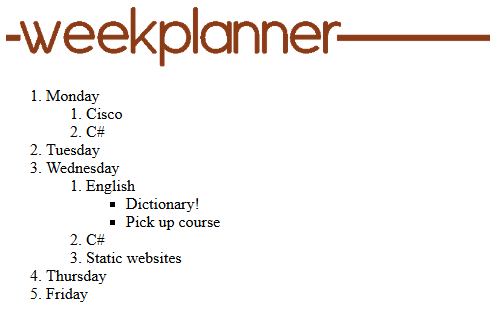 weekplanner
1. Monday
1. Cisco
2. C#
2. Tuesday
3. Wednesday
1. English
▪ Dictionary!
▪ Pick up course
2. C#
3. Static websites
4. Thursday
5. Friday